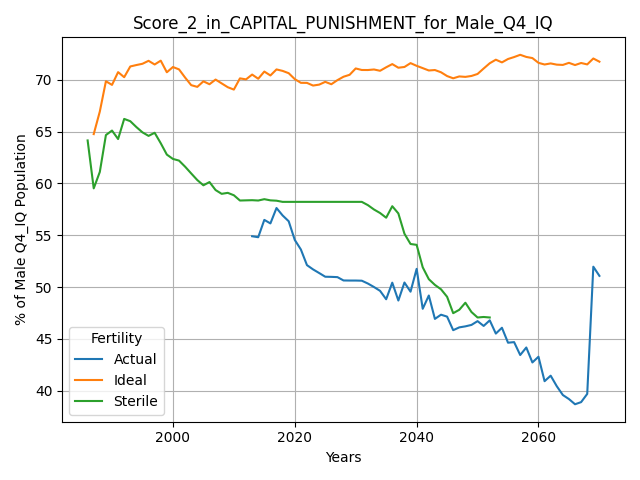 Score_2_in_CAPITAL_PUNISHMENT_for_Male_Q4_IQ
% of Male Q4_IQ Population
70
65
60
55
50
45
40
Fertility
Actual
Ideal
Sterile
2000
2020
2040
2060
Years